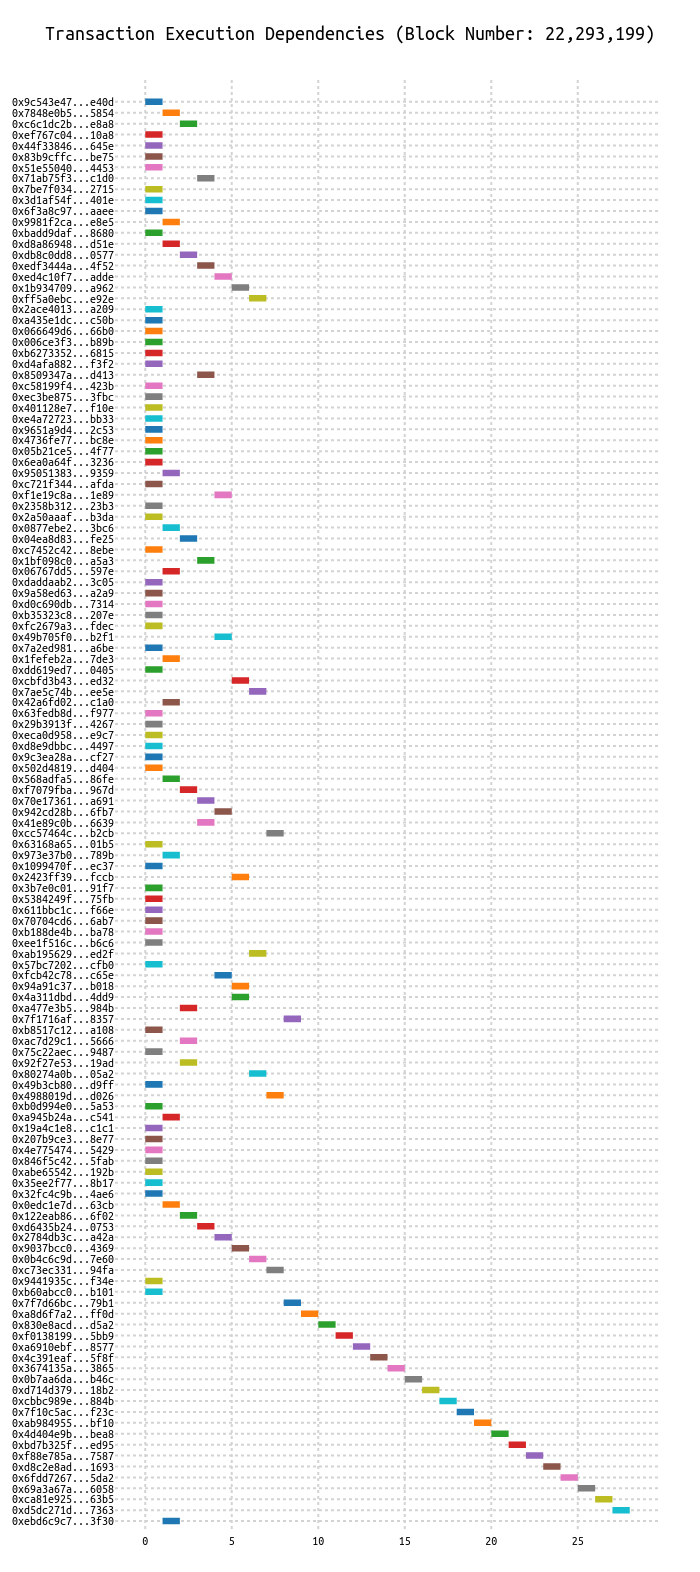 Transaction Execution Dependencies (Block Number: 22,293,199)
0x9c543e47...e40d
0x7848e0b5...5854
0xc6c1dc2b...e8a8
0xef767c04...10a8
0x44f33846...645e
0x83b9cffc...be75
0x51e55040...4453
0x71ab75f3...c1d0
0x7be7f034...2715
0x3d1af54f...401e
0x6f3a8c97...aaee
0x9981f2ca...e8e5
0xbadd9daf...8680
0xd8a86948...d51e
0xdb8c0dd8...0577
0xedf3444a...4f52
0xed4c10f7...adde
0x1b934709...a962
0xff5a0ebc...e92e
0x2ace4013...a209
0xa435e1dc...c50b
0x066649d6...66b0
0x006ce3f3...b89b
0xb6273352...6815
0xd4afa882...f3f2
0x8509347a...d413
0xc58199f4...423b
0xec3be875...3fbc
0x401128e7...f10e
0xe4a72723...bb33
0x9651a9d4...2c53
0x4736fe77...bc8e
0x05b21ce5...4f77
0x6ea0a64f...3236
0x95051383...9359
0xc721f344...afda
0xf1e19c8a...1e89
0x2358b312...23b3
0x2a50aaaf...b3da
0x0877ebe2...3bc6
0x04ea8d83...fe25
0xc7452c42...8ebe
0x1bf098c0...a5a3
0x06767dd5...597e
0xdaddaab2...3c05
0x9a58ed63...a2a9
0xd0c690db...7314
0xb35323c8...207e
0xfc2679a3...fdec
0x49b705f0...b2f1
0x7a2ed981...a6be
0x1fefeb2a...7de3
0xdd619ed7...0405
0xcbfd3b43...ed32
0x7ae5c74b...ee5e
0x42a6fd02...c1a0
0x63fedb8d...f977
0x29b3913f...4267
0xeca0d958...e9c7
0xd8e9dbbc...4497
0x9c3ea28a...cf27
0x502d4819...d404
0x568adfa5...86fe
0xf7079fba...967d
0x70e17361...a691
0x942cd28b...6fb7
0x41e89c0b...6639
0xcc57464c...b2cb
0x63168a65...01b5
0x973e37b0...789b
0x1099470f...ec37
0x2423ff39...fccb
0x3b7e0c01...91f7
0x5384249f...75fb
0x611bbc1c...f66e
0x70704cd6...6ab7
0xb188de4b...ba78
0xee1f516c...b6c6
0xab195629...ed2f
0x57bc7202...cfb0
0xfcb42c78...c65e
0x94a91c37...b018
0x4a311dbd...4dd9
0xa477e3b5...984b
0x7f1716af...8357
0xb8517c12...a108
0xac7d29c1...5666
0x75c22aec...9487
0x92f27e53...19ad
0x80274a0b...05a2
0x49b3cb80...d9ff
0x4988019d...d026
0xb0d994e0...5a53
0xa945b24a...c541
0x19a4c1e8...c1c1
0x207b9ce3...8e77
0x4e775474...5429
0x846f5c42...5fab
0xabe65542...192b
0x35ee2f77...8b17
0x32fc4c9b...4ae6
0x0edc1e7d...63cb
0x122eab86...6f02
0xd6435b24...0753
0x2784db3c...a42a
0x9037bcc0...4369
0x0b4c6c9d...7e60
0xc73ec331...94fa
0x9441935c...f34e
0xb60abcc0...b101
0x7f7d66bc...79b1
0xa8d6f7a2...ff0d
0x830e8acd...d5a2
0xf0138199...5bb9
0xa6910ebf...8577
0x4c391eaf...5f8f
0x3674135a...3865
0x0b7aa6da...b46c
0xd714d379...18b2
0xcbbc989e...884b
0x7f10c5ac...f23c
0xab984955...bf10
0x4d404e9b...bea8
0xbd7b325f...ed95
0xf88e785a...7587
0xd8c2e8ad...1693
0x6fdd7267...5da2
0x69a3a67a...6058
0xca81e925...63b5
0xd5dc271d...7363
0xebd6c9c7...3f30
0 5 10 15 20 25